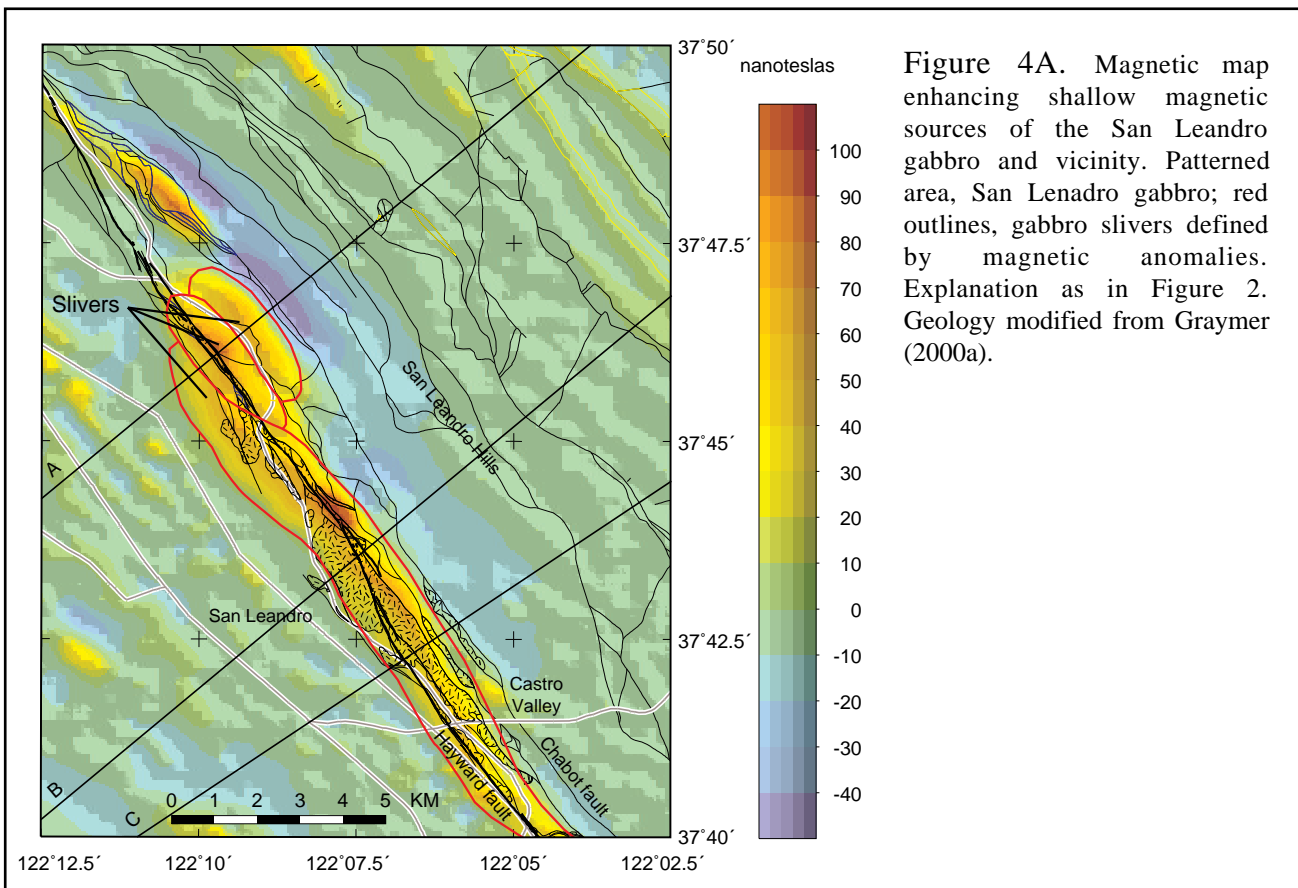 37˚50´
nanoteslas
100
90
80
70
60
50
40
30
20
10
0
-10
-20
-30
-40
37˚47.5´
37˚45´
37˚42.5´
37˚40´
Slivers
San Leandro Hills
A
San Leandro
Castro
Valley
Hayward fault
Chabot fault
B
C
0 1 2 3 4 5 KM
122˚12.5´ 122˚10´ 122˚07.5´ 122˚05´ 122˚02.5´
Figure 4A. Magnetic map
enhancing shallow magnetic
sources of the San Leandro
gabbro and vicinity. Patterned
area, San Lenadro gabbro; red
outlines, gabbro slivers defined
by magnetic anomalies.
Explanation as in Figure 2.
Geology modified from Graymer
(2000a).